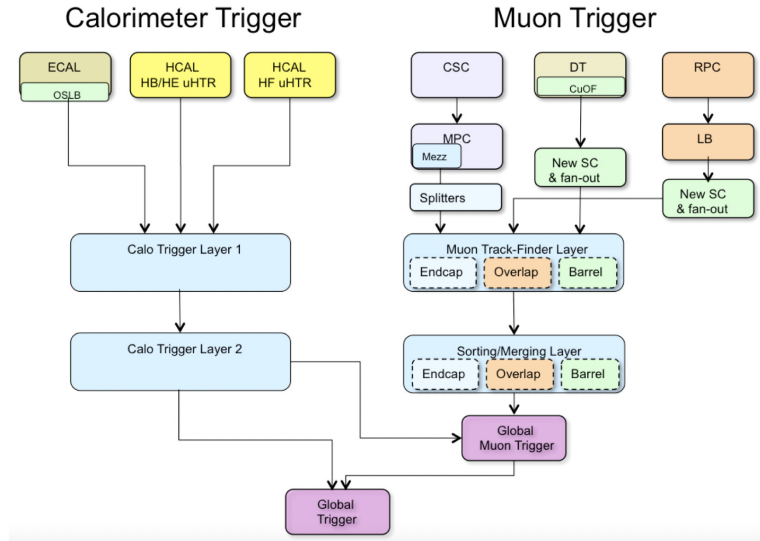 Calorimeter Trigger
Muon Trigger
ECAL
OSLB
HCAL
HB/HE uHTR
HCAL
HF uHTR
CSC
DT
CuOF
RPC
MPC
Mezz
LB
New SC
& fan-out
Splitters
New SC
& fan-out
Calo Trigger Layer 1
Muon Track-Finder Layer
Endcap
Overlap
Barrel
Calo Trigger Layer 2
Sorting/Merging Layer
Endcap
Overlap
Barrel
Global
Muon Trigger
Global
Trigger